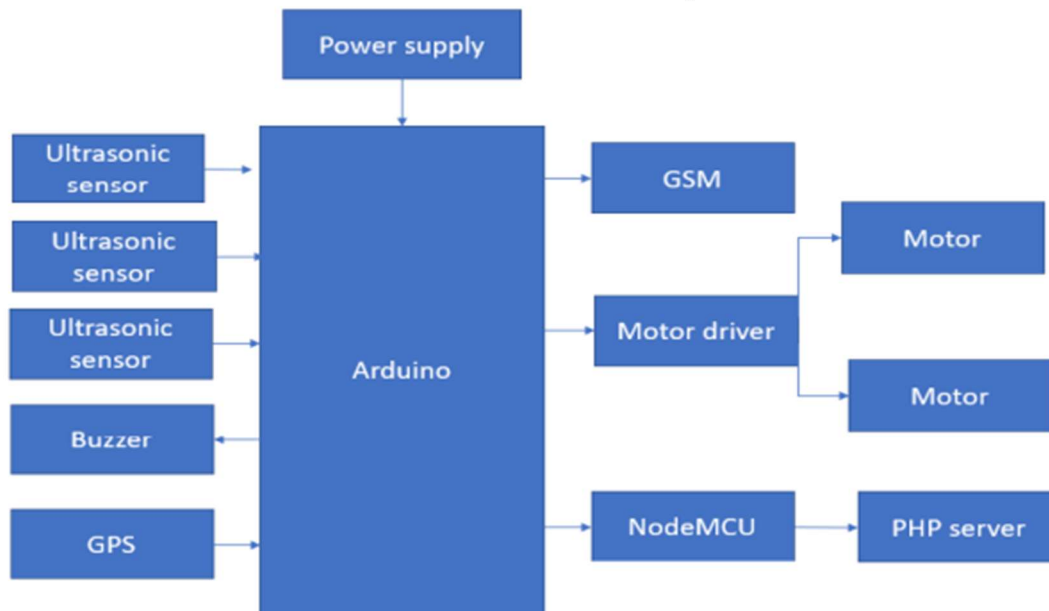 Power supply
Ultrasonic
sensor
Ultrasonic
sensor
Ultrasonic
sensor
Buzzer
GPS
Arduino
GSM
Motor driver
NodeMCU
Motor
Motor
PHP server